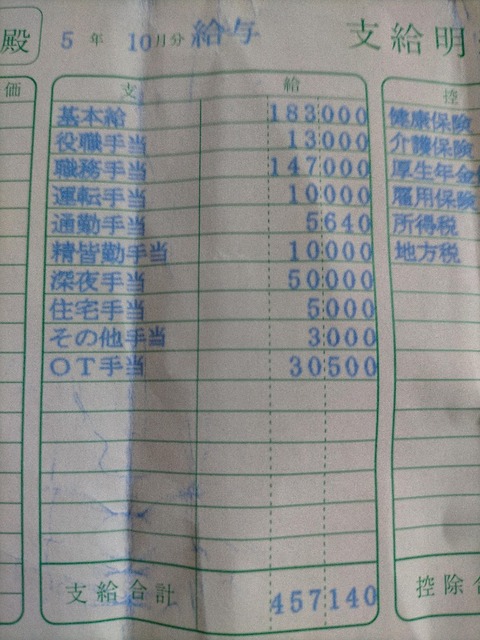 殿 5年 10月分 給与 支給明
価
支 給
基本給 183000
役職手当 13000
職務手当 147000
運転手当 10000
通勤手当 5640
精皆勤手当 10000
深夜手当 50000
住宅手当 5000
その他手当 3000
OT手当 30500
支給合計 457140
控
健康保険
介護保険
厚生年金
雇用保険
所得税
地方税
控除合